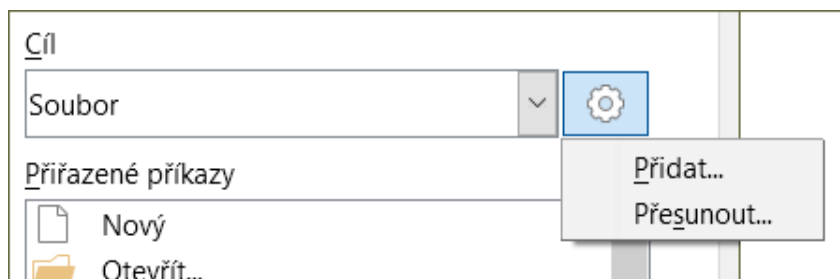 Cíl
Soubor
Přiřazené příkazy
Přidat...
Přesunout...
Nový
Otevřít...